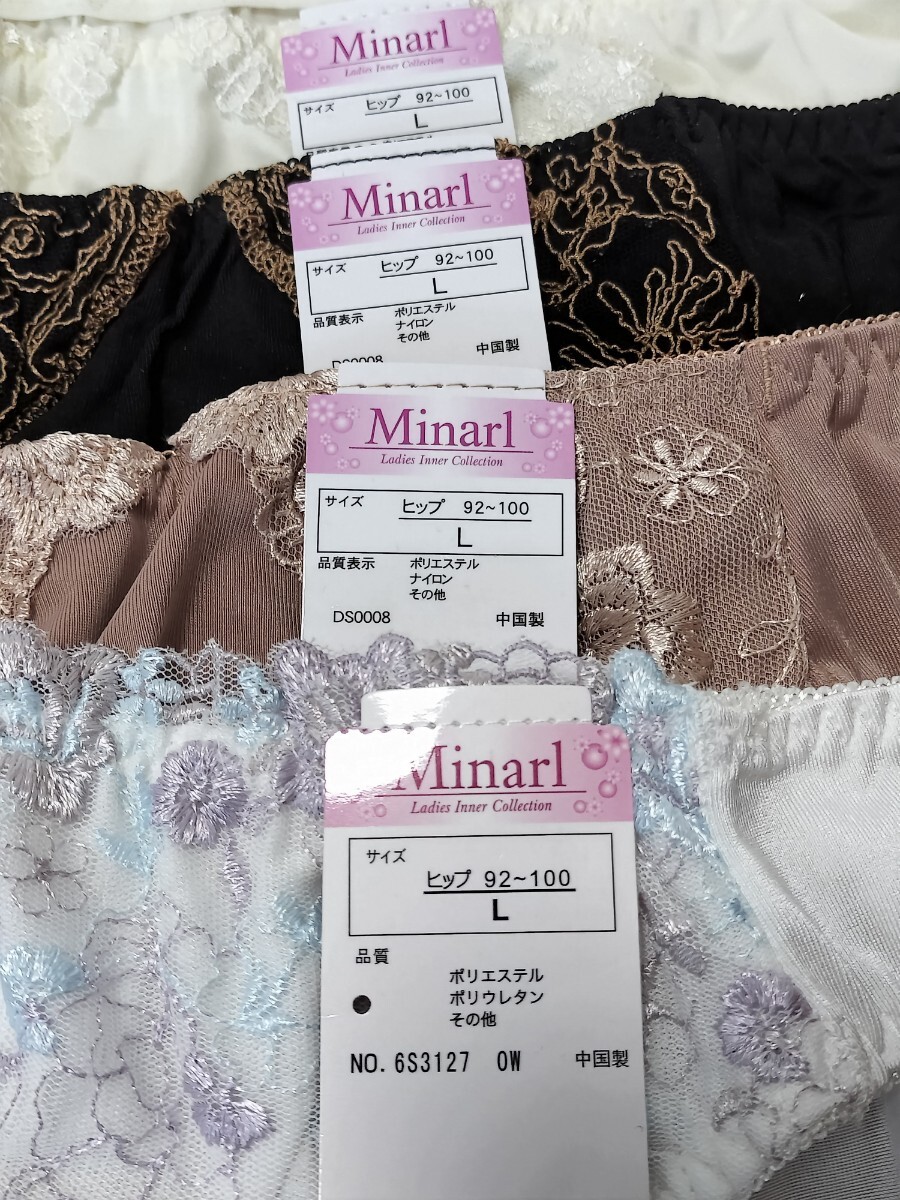 Minarl
Ladies Inner Collection
サイズ
ヒップ 92~100
L
Minarl
Ladies Inner Collection
サイズ
ヒップ 92~100
L
品質表示 ポリエステル
ナイロン
その他
DS0008 中国製
Minarl
Ladies Inner Collection
サイズ
ヒップ 92~100
L
品質表示 ポリエステル
ナイロン
その他
DS0008 中国製
Minarl
Ladies Inner Collection
サイズ
ヒップ 92~100
L
品質
ポリエステル
ポリウレタン
その他
NO. 6S3127 OW 中国製